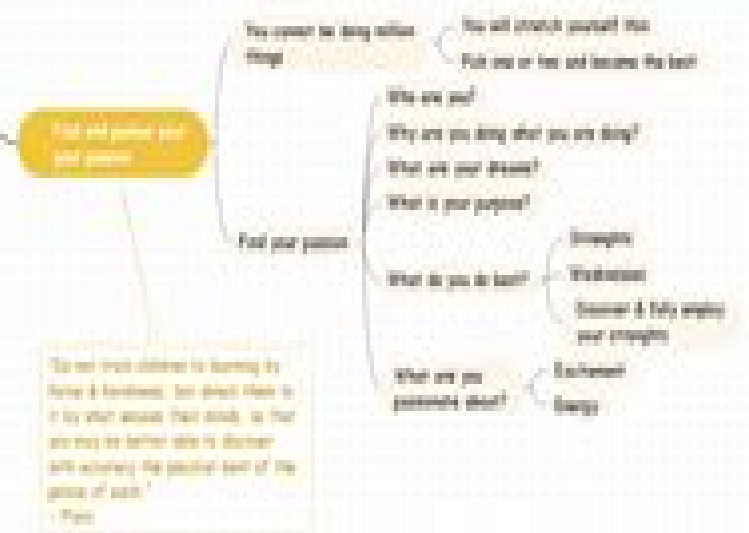 You cannot be doing million
things
You will stretch yourself thin
Pick one or two and become the best
Find and pursue your
your passion
Find your passion
Who are you?
Why are you doing what you are doing?
What are your dreams?
What is your purpose?
What do you do best?
Strengths
Weaknesses
Discover & fully employ
your strengths
What are you
passionate about?
Excitement
Energy
"Do not train children to learning by
force & harshness, but direct them to
it by what amuses their minds, so that
you may be better able to discover
with accuracy the peculiar bent of the
genius of each."
- Plato